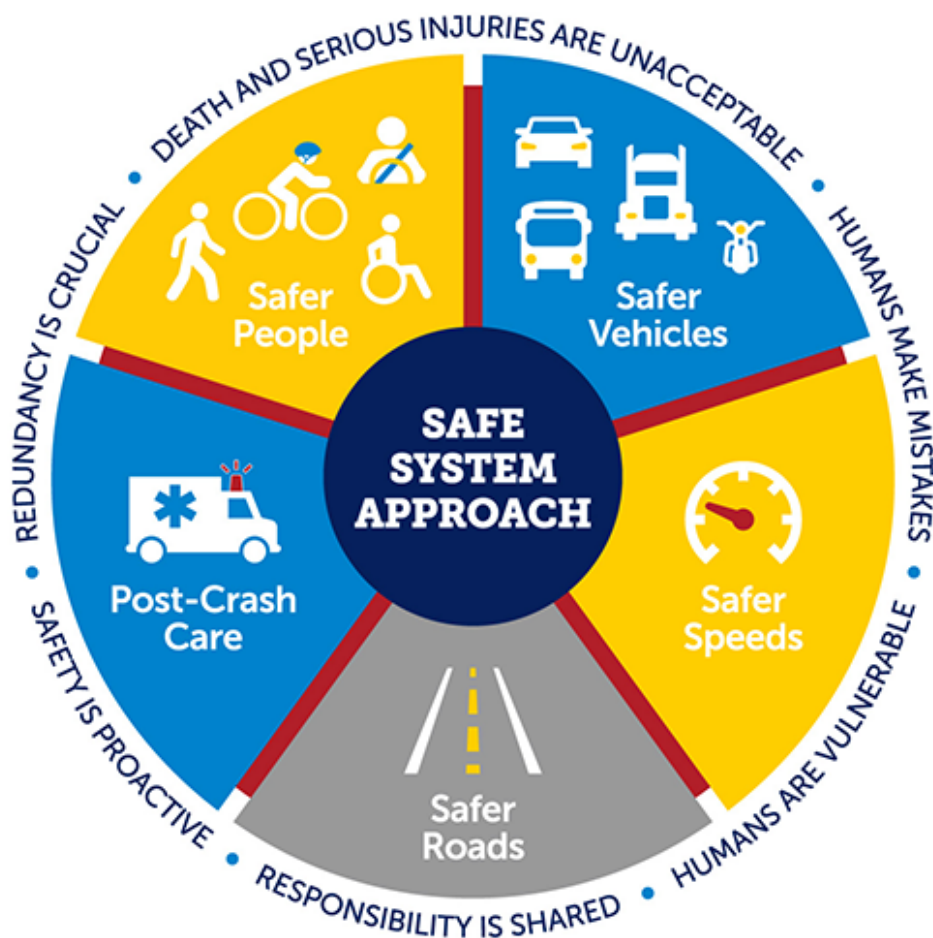 DEATH AND SERIOUS INJURIES ARE UNACCEPTABLE
HUMANS MAKE MISTAKES
HUMANS ARE VULNERABLE
RESPONSIBILITY IS SHARED
SAFETY IS PROACTIVE
REDUNDANCY IS CRUCIAL
SAFE
SYSTEM
APPROACH
Safer
People
Safer
Vehicles
Safer
Speeds
Safer
Roads
Post-Crash
Care